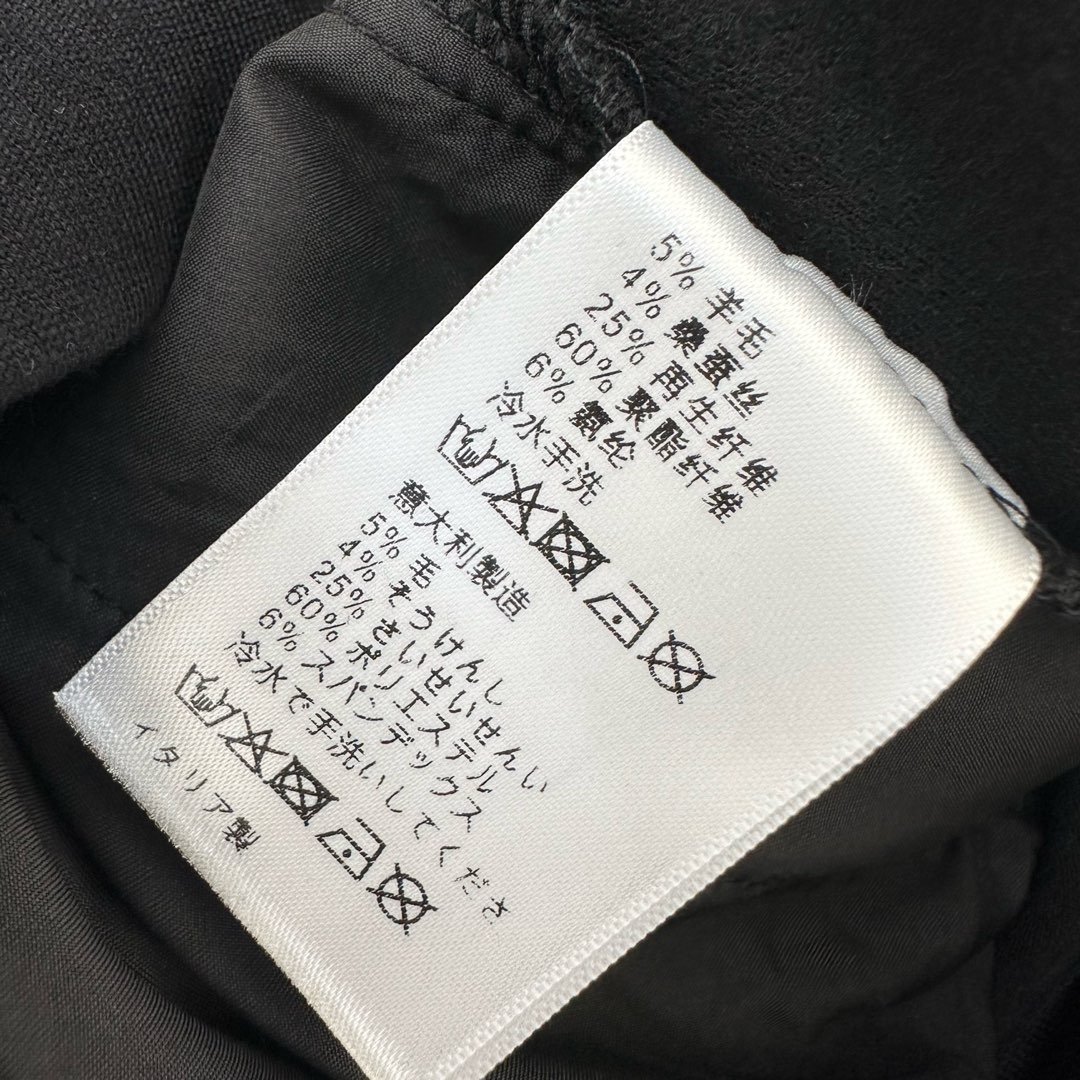 5% 羊毛
4% 桑蚕丝
25% 再生纤维
60% 聚酯纤维
6% 氨纶
冷水手洗
意大利製造
5% 毛
4% そうけんし
25% さいせいせんい
60% ポリエステル
6% スパンデックス
冷水で手洗いしてくださ
イタリア製